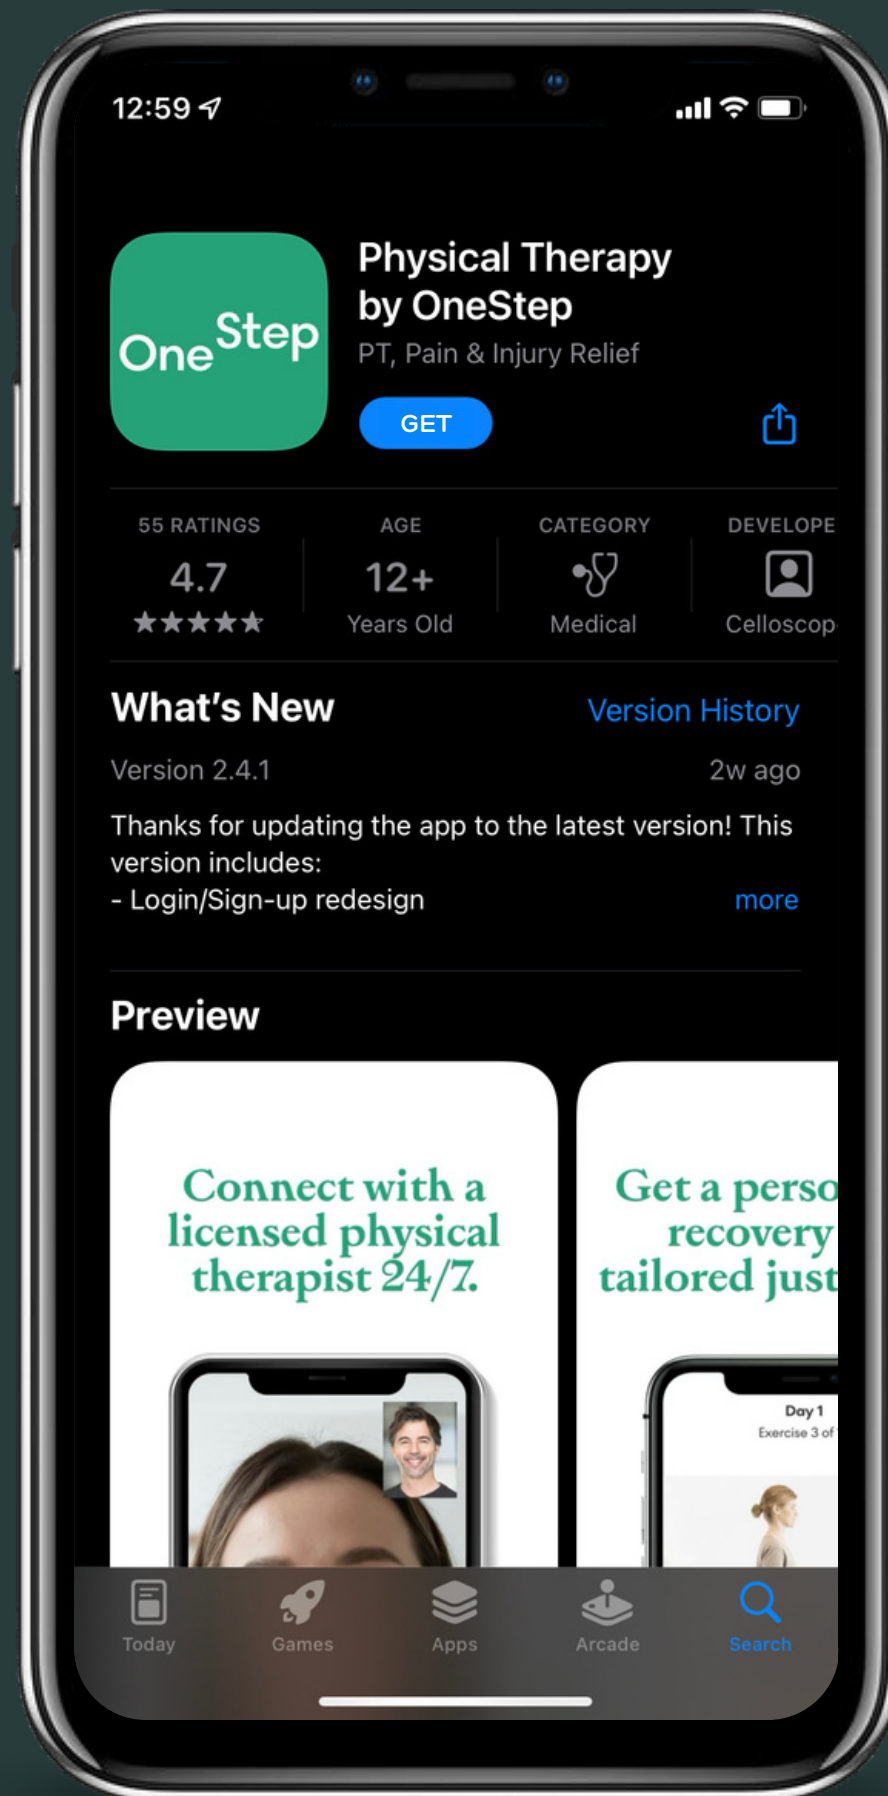 12:59
OneStep
Physical Therapy
by OneStep
PT, Pain & Injury Relief
GET
55 RATINGS
4.7
AGE
12+
Years Old
CATEGORY
Medical
DEVELOPE
Celloscop
What's New
Version History
Version 2.4.1
2w ago
Thanks for updating the app to the latest version! This
version includes:
- Login/Sign-up redesign
more
Preview
Connect with a
licensed physical
therapist 24/7.
Get a perso
recovery
tailored just
Day 1
Exercise 3 of
Today
Games
Apps
Arcade
Search